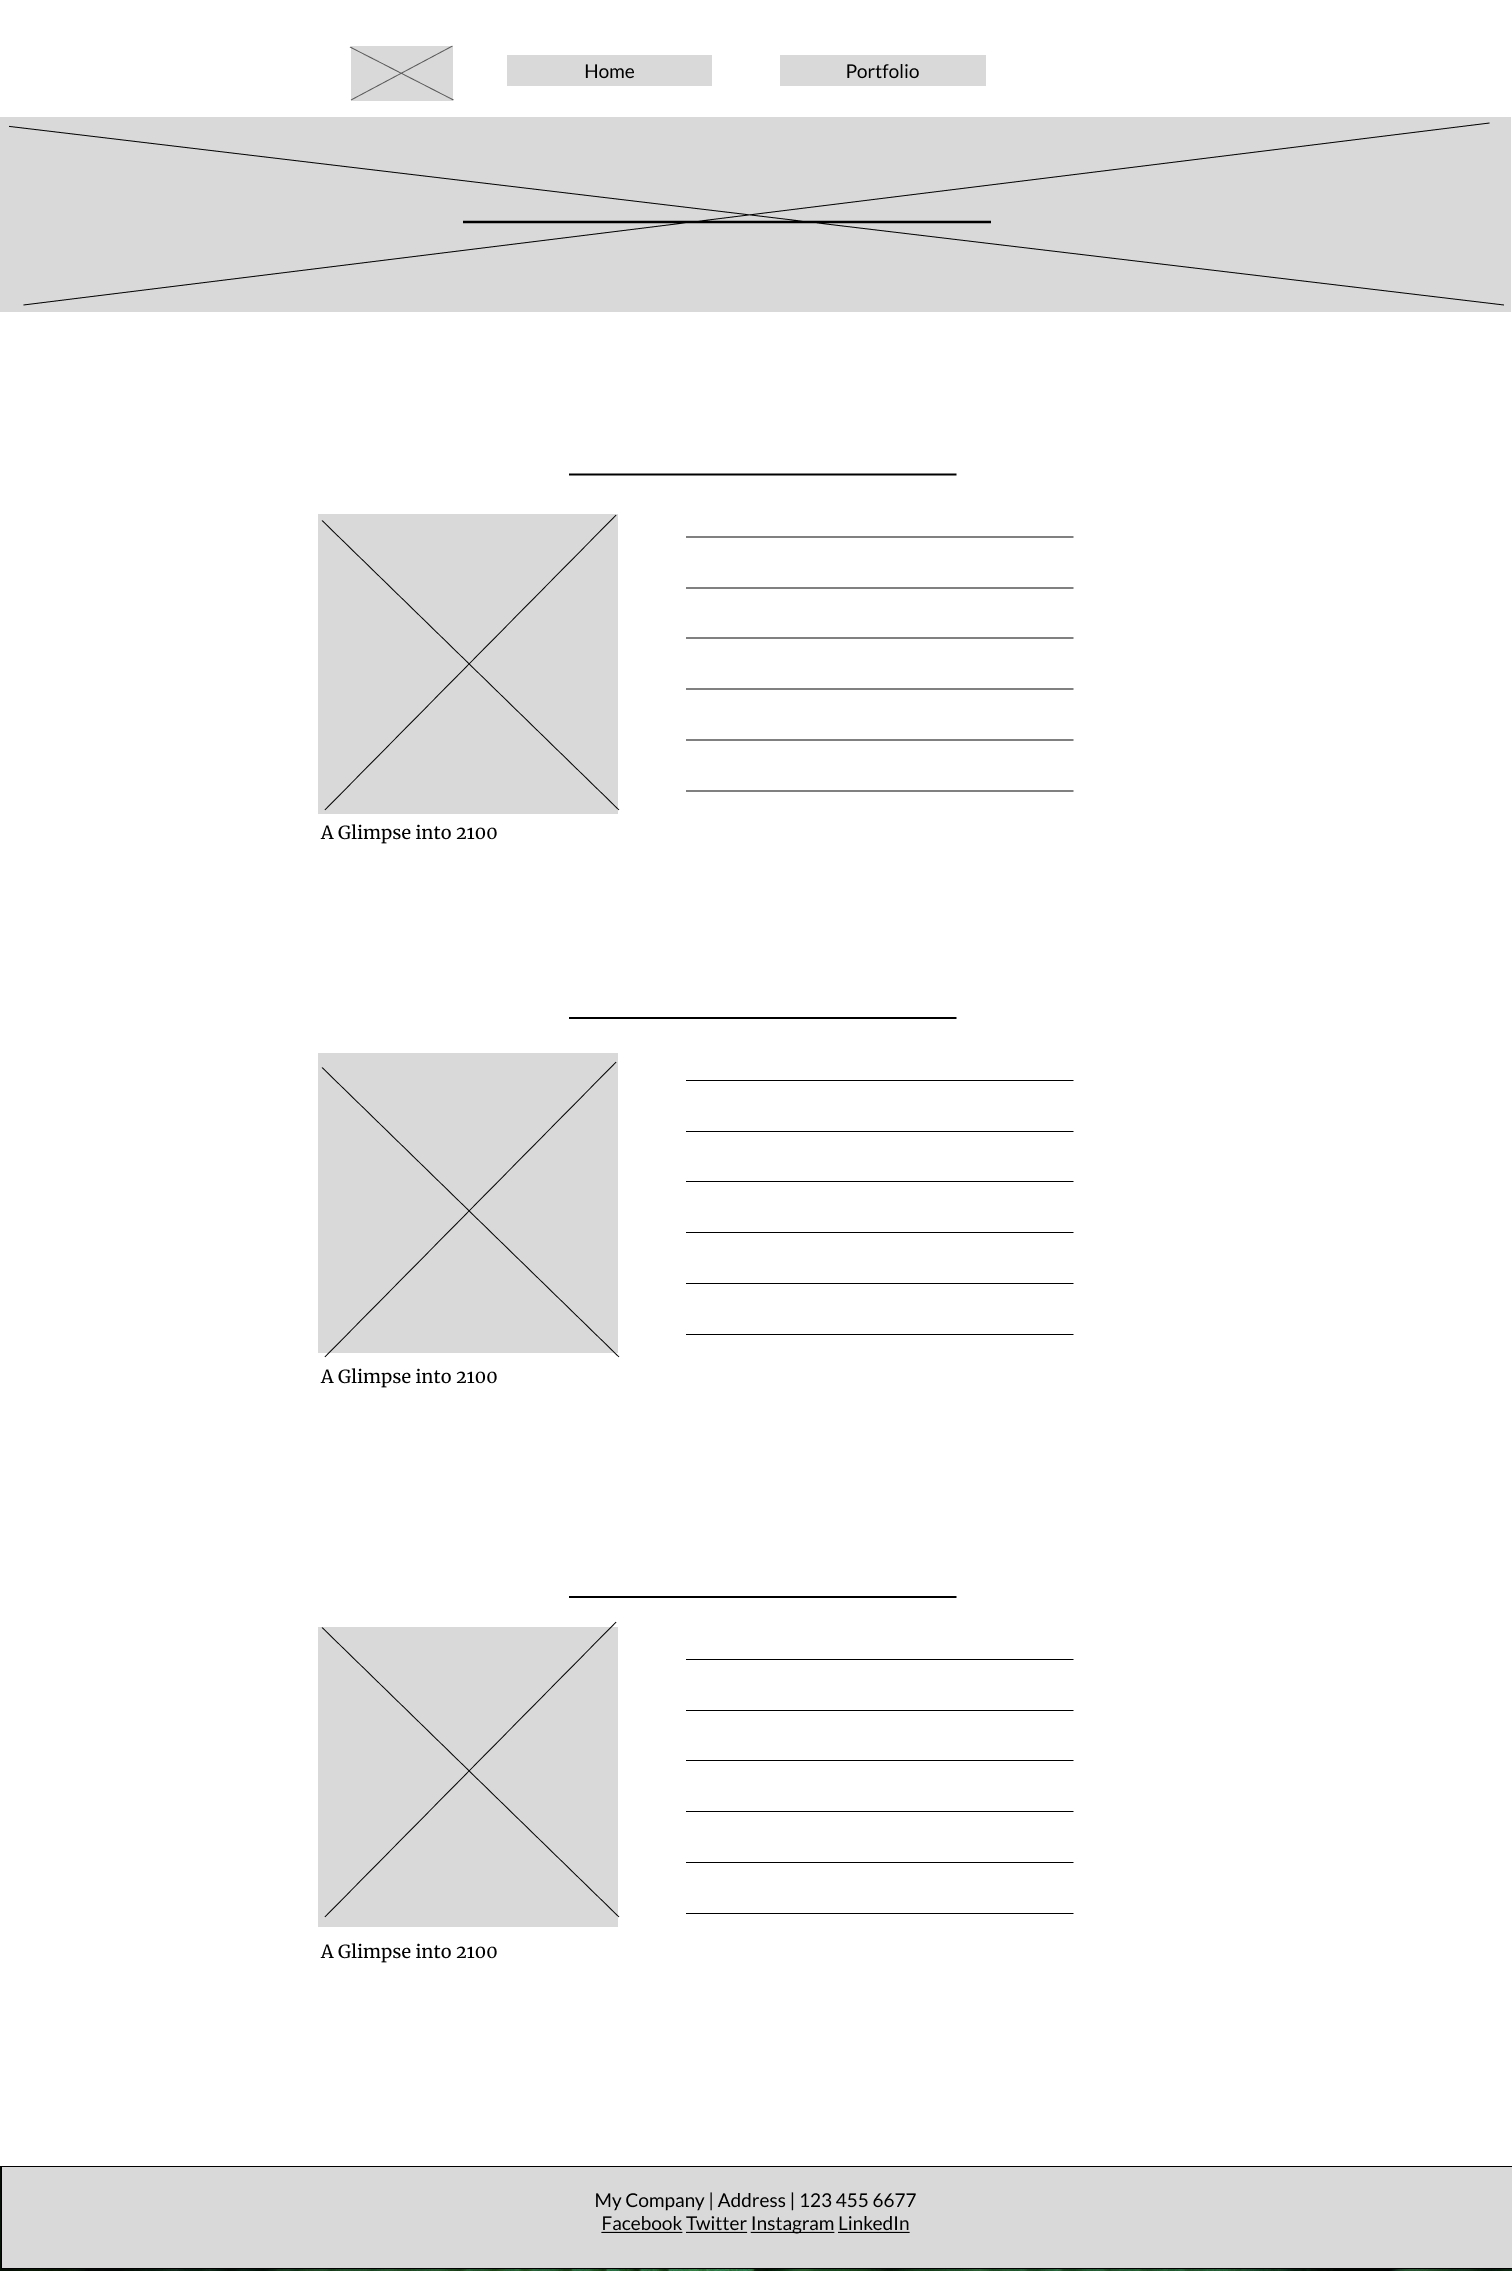 Home
Portfolio
A Glimpse into 2100
A Glimpse into 2100
A Glimpse into 2100
My Company | Address | 123 455 6677
Facebook Twitter Instagram LinkedIn